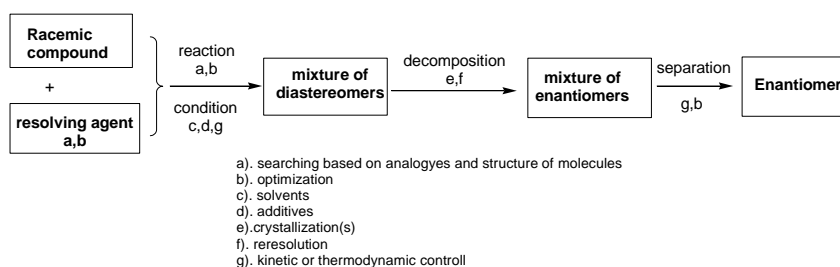 Racemic
compound
+
resolving agent
a,b
reaction
a,b
condition
c,d,g
mixture of
diastereomers
decomposition
e,f
mixture of
enantiomers
separation
g,b
Enantiomer
a). searching based on analogyes and structure of molecules
b). optimization
c). solvents
d). additives
e).crystallization(s)
f). reresolution
g). kinetic or thermodynamic controll